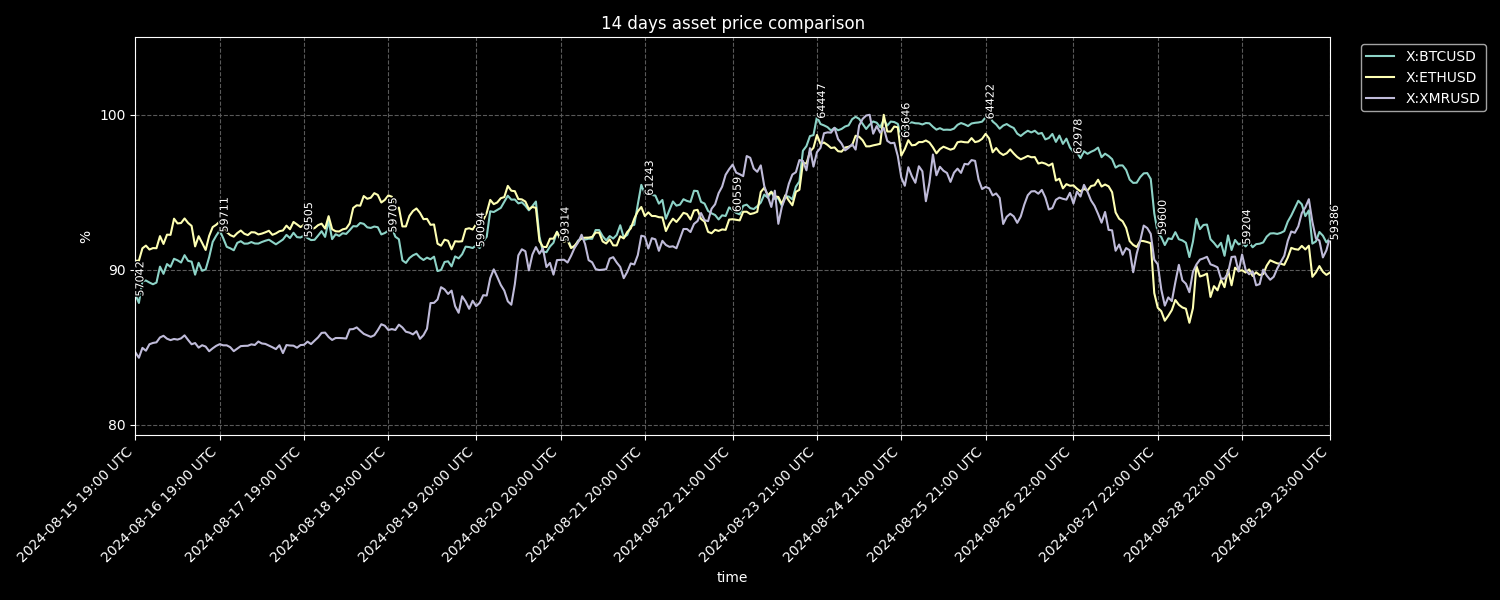 14 days asset price comparison
X:BTCUSD
X:ETHUSD
X:XMRUSD
100
90
80
%
57042
59711
59505
59705
59094
59314
61243
60559
64447
63646
64422
62978
59600
59204
59386
2024-08-15 19:00 UTC
2024-08-16 19:00 UTC
2024-08-17 19:00 UTC
2024-08-18 19:00 UTC
2024-08-19 20:00 UTC
2024-08-20 20:00 UTC
2024-08-21 20:00 UTC
2024-08-22 21:00 UTC
2024-08-23 21:00 UTC
2024-08-24 21:00 UTC
2024-08-25 21:00 UTC
2024-08-26 22:00 UTC
2024-08-27 22:00 UTC
2024-08-28 22:00 UTC
2024-08-29 23:00 UTC
time